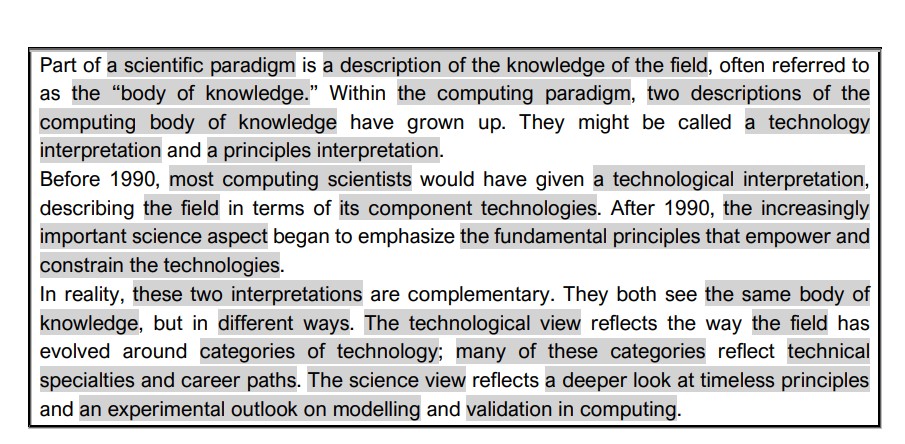 Part of a scientific paradigm is a description of the knowledge of the field, often referred to
as the “body of knowledge.” Within the computing paradigm, two descriptions of the
computing body of knowledge have grown up. They might be called a technology
interpretation and a principles interpretation.
Before 1990, most computing scientists would have given a technological interpretation,
describing the field in terms of its component technologies. After 1990, the increasingly
important science aspect began to emphasize the fundamental principles that empower and
constrain the technologies.
In reality, these two interpretations are complementary. They both see the same body of
knowledge, but in different ways. The technological view reflects the way the field has
evolved around categories of technology; many of these categories reflect technical
specialties and career paths. The science view reflects a deeper look at timeless principles
and an experimental outlook on modelling and validation in computing.